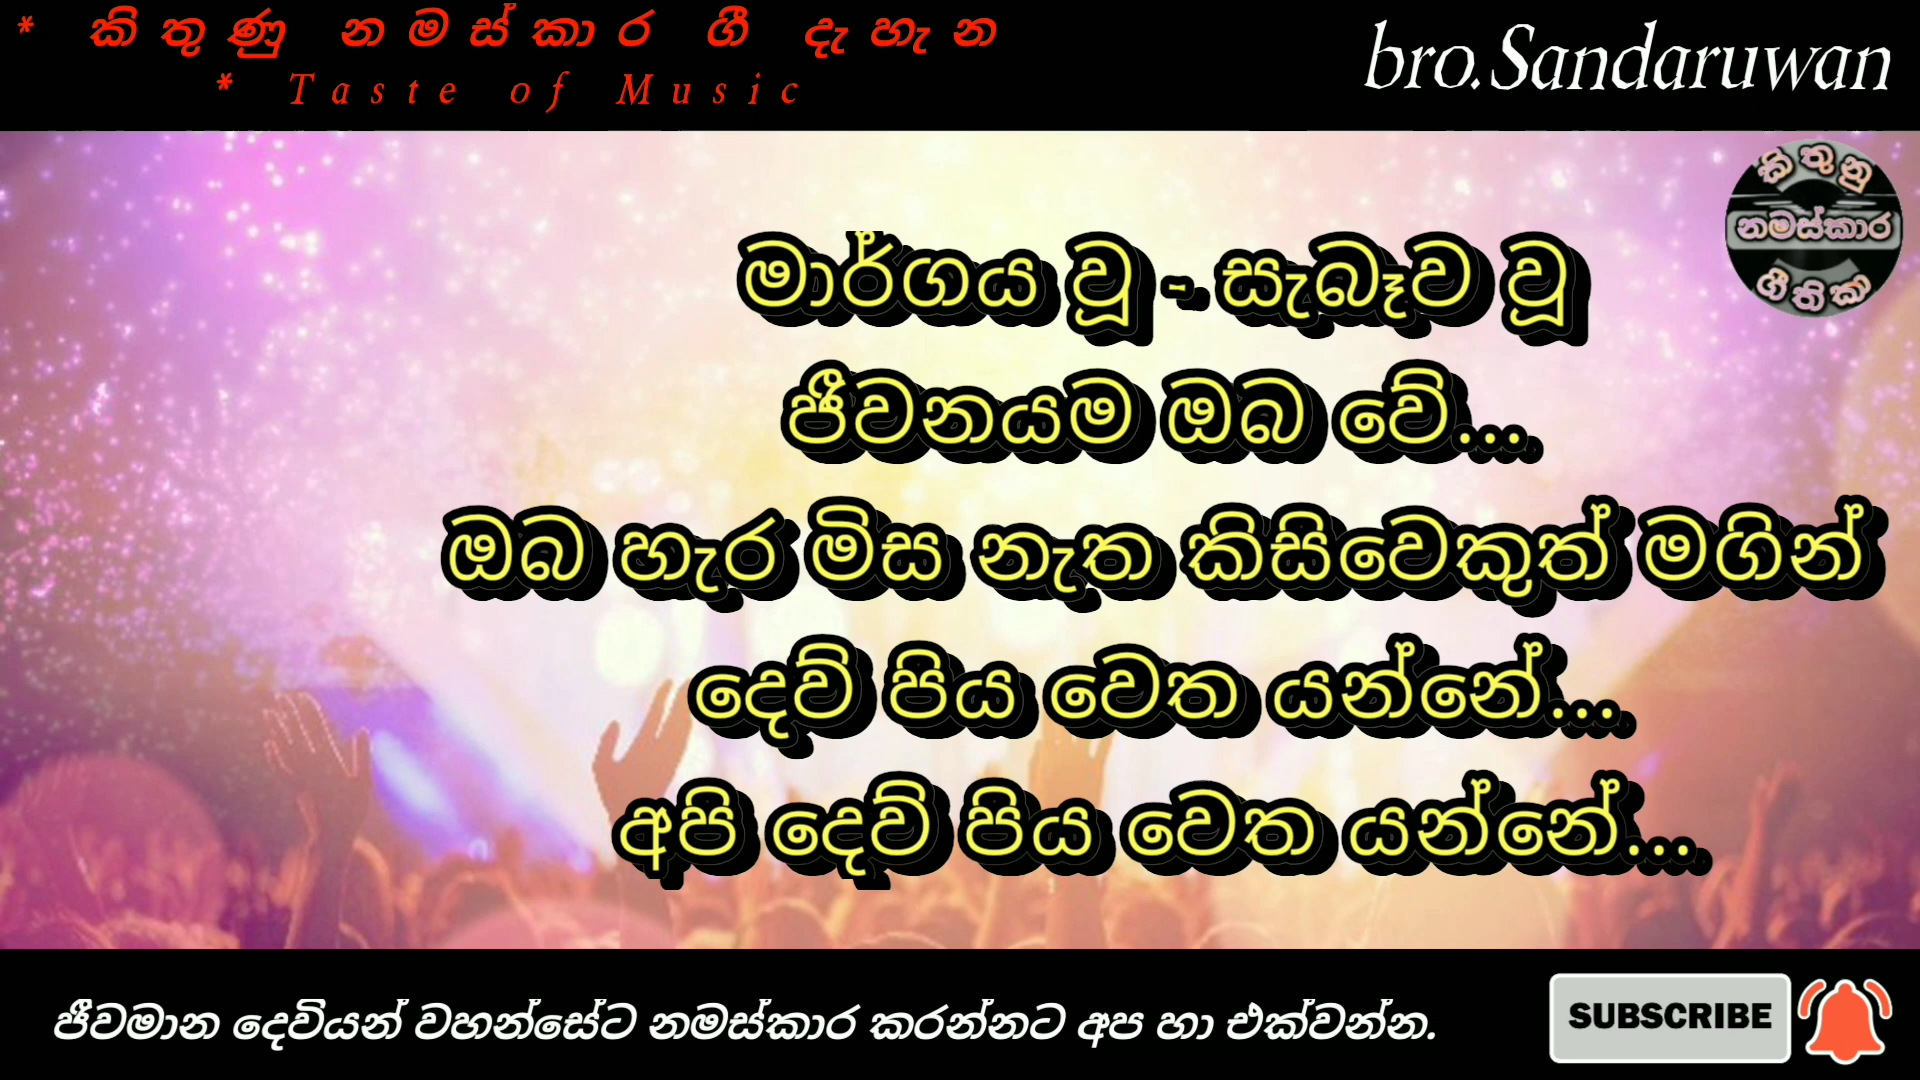 * කිතුණු නමස්කාර ගී දැහැන
* Taste of Music
bro.Sandaruwan
කිතුනු
නමස්කාර
ගීතිකා
මාර්ගය වූ - සැබෑව වූ
ජීවනයම ඔබ වේ...
ඔබ හැර මිස නැත කිසිවෙකුත් මගින්
දෙව් පිය වෙත යන්නේ...
අපි දෙව් පිය වෙත යන්නේ...
ජීවමාන දෙවියන් වහන්සේට නමස්කාර කරන්නට අප හා එක්වන්න.
SUBSCRIBE